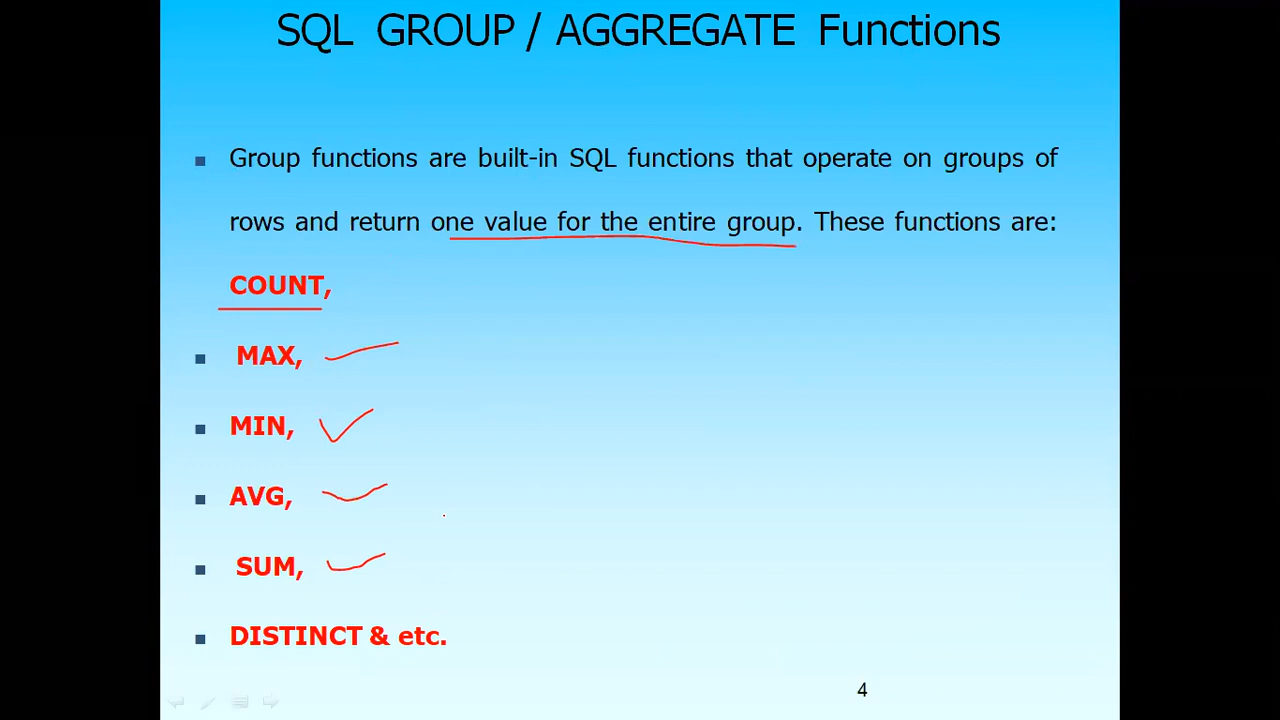 SQL GROUP / AGGREGATE Functions
Group functions are built-in SQL functions that operate on groups of
rows and return one value for the entire group. These functions are:
COUNT,
MAX,
MIN,
AVG,
SUM,
DISTINCT & etc.
4